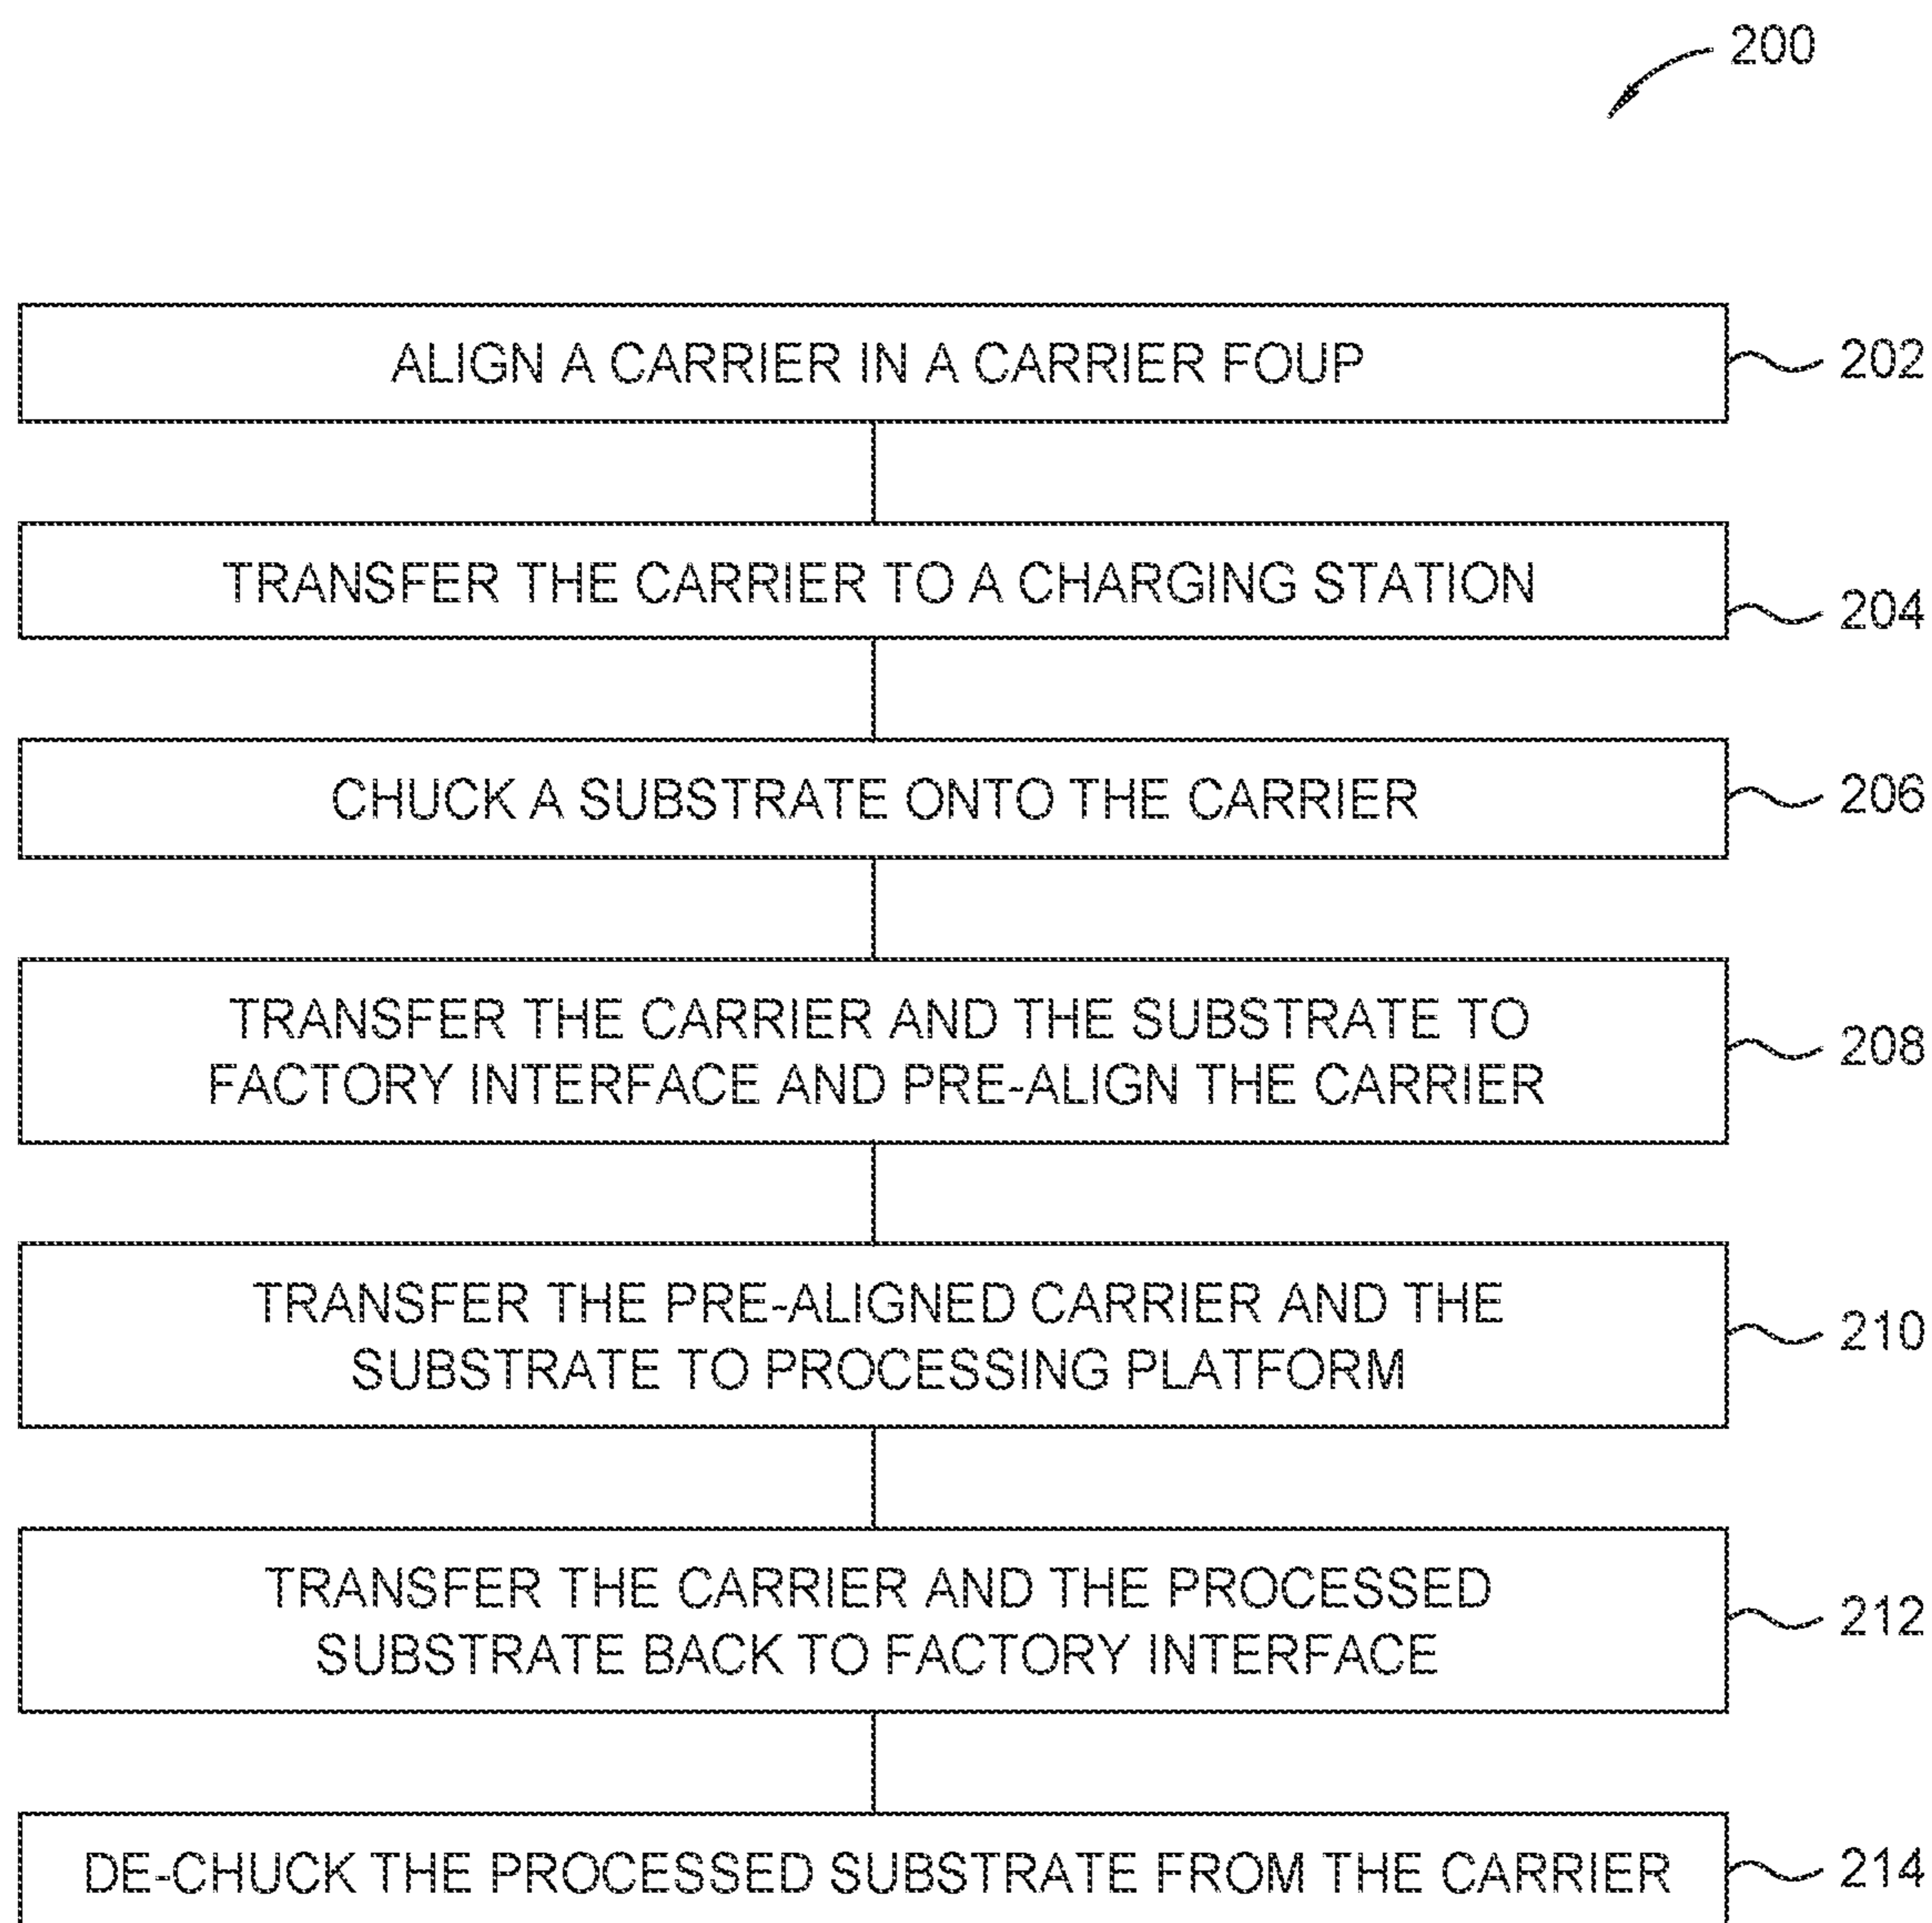 200
ALIGN A CARRIER IN A CARRIER FOUP
202
TRANSFER THE CARRIER TO A CHARGING STATION
204
CHUCK A SUBSTRATE ONTO THE CARRIER
206
TRANSFER THE CARRIER AND THE SUBSTRATE TO
FACTORY INTERFACE AND PRE-ALIGN THE CARRIER
208
TRANSFER THE PRE-ALIGNED CARRIER AND THE
SUBSTRATE TO PROCESSING PLATFORM
210
TRANSFER THE CARRIER AND THE PROCESSED
SUBSTRATE BACK TO FACTORY INTERFACE
212
DE-CHUCK THE PROCESSED SUBSTRATE FROM THE CARRIER
214